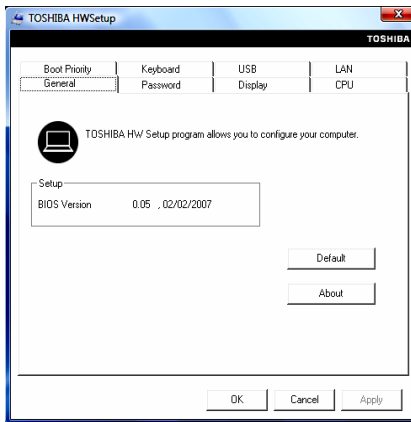 TOSHIBA HWSetup
TOSHIBA
Boot Priority Keyboard USB LAN
General Password Display CPU
TOSHIBA HW Setup program allows you to configure your computer.
Setup
BIOS Version 0.05 , 02/02/2007
Default
About
OK Cancel Apply